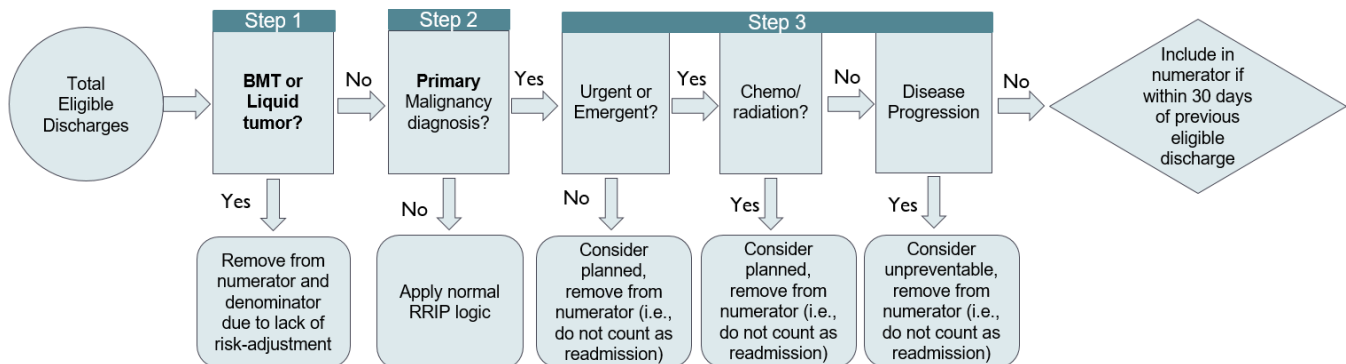 Step 1
Step 2
Step 3
Total
Eligible
Discharges
BMT or
Liquid
tumor?
No
Primary
Malignancy
diagnosis?
Yes
Urgent or
Emergent?
Yes
Chemo/
radiation?
No
Disease
Progression
No
Include in
numerator if
within 30 days
of previous
eligible
discharge
Yes
No
No
Yes
Yes
Remove from
numerator and
denominator
due to lack of
risk-adjustment
Apply normal
RRIP logic
Consider
planned,
remove from
numerator (i.e.,
do not count as
readmission)
Consider
planned,
remove from
numerator (i.e.,
do not count as
readmission)
Consider
unpreventable,
remove from
numerator (i.e.,
do not count as
readmission)